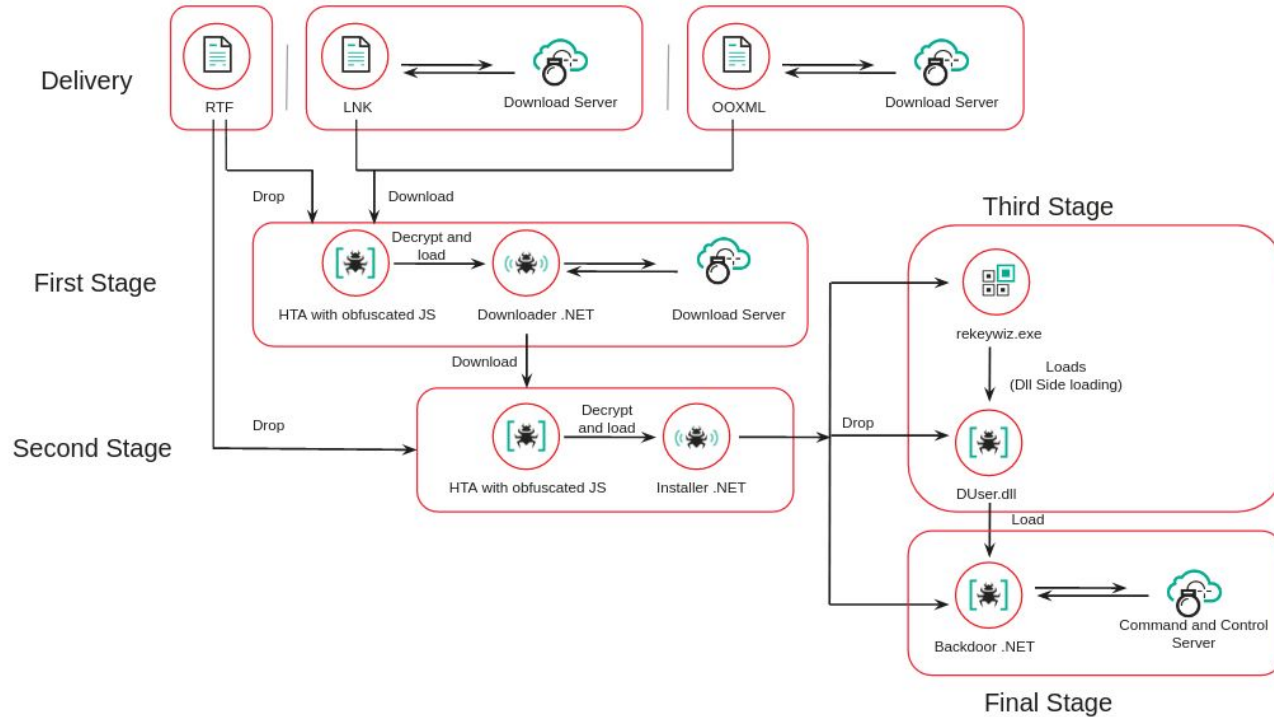 Delivery
RTF
LNK
Download Server
OOXML
Download Server
Drop
Download
First Stage
Decrypt and
load
HTA with obfuscated JS
Downloader .NET
Download Server
Download
Second Stage
Drop
Decrypt
and load
HTA with obfuscated JS
Installer .NET
Drop
Third Stage
rekeywiz.exe
Loads
(Dll Side loading)
DUser.dll
Load
Backdoor .NET
Command and Control
Server
Final Stage